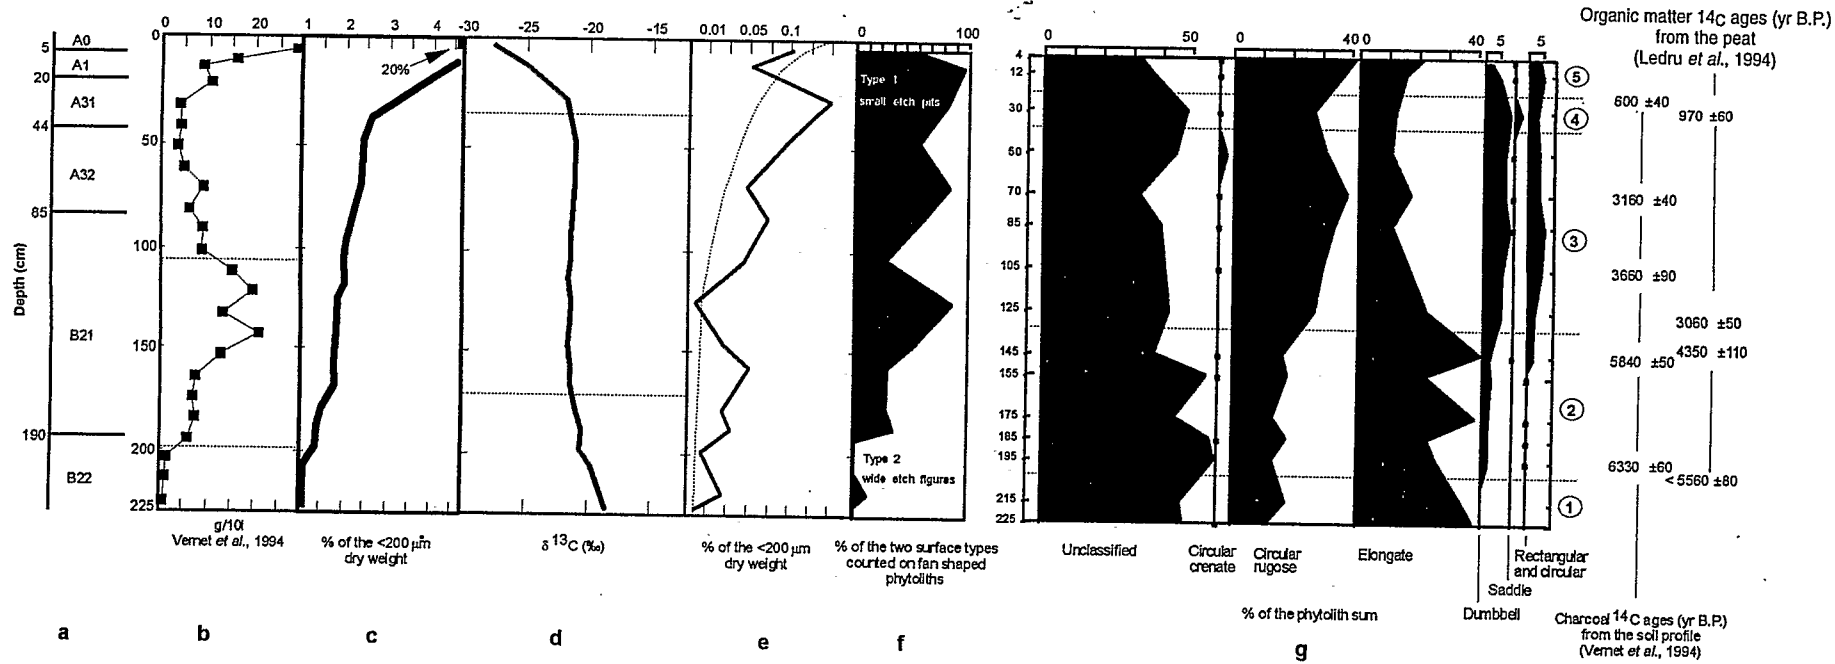 Organic matter 14C ages (yr B.P.)
from the peat
(Ledru et al., 1994)
0 10 20
1 2 3 4
-30 -25 -20 -15
0.01 0.05 0.1
0 100
0 50
0 40
0 40
5
5
20%
0
50
100
150
200
225
Depth (cm)
5
20
44
85
190
A0
A1
A31
A32
B21
B22
Type 1
small etch pits
Type 2
wide etch figures
4
12
30
50
70
85
105
125
145
155
175
185
195
215
225
5
4
3
2
1
600 ±40
970 ±60
3160 ±40
3660 ±90
3060 ±50
4350 ±110
5840 ±50
6330 ±60
<5560 ±80
g/10l
Vernet et al., 1994
% of the <200 µm
dry weight
δ 13C (‰)
% of the <200 µm
dry weight
% of the two surface types
counted on fan shaped
phytoliths
Unclassified
Circular
crenate
Circular
rugose
Elongate
Rectangular
and circular
Saddle
Dumbbell
% of the phytolith sum
Charcoal 14C ages (yr B.P.)
from the soil profile
(Vernet et al., 1994)
a b c d e f g